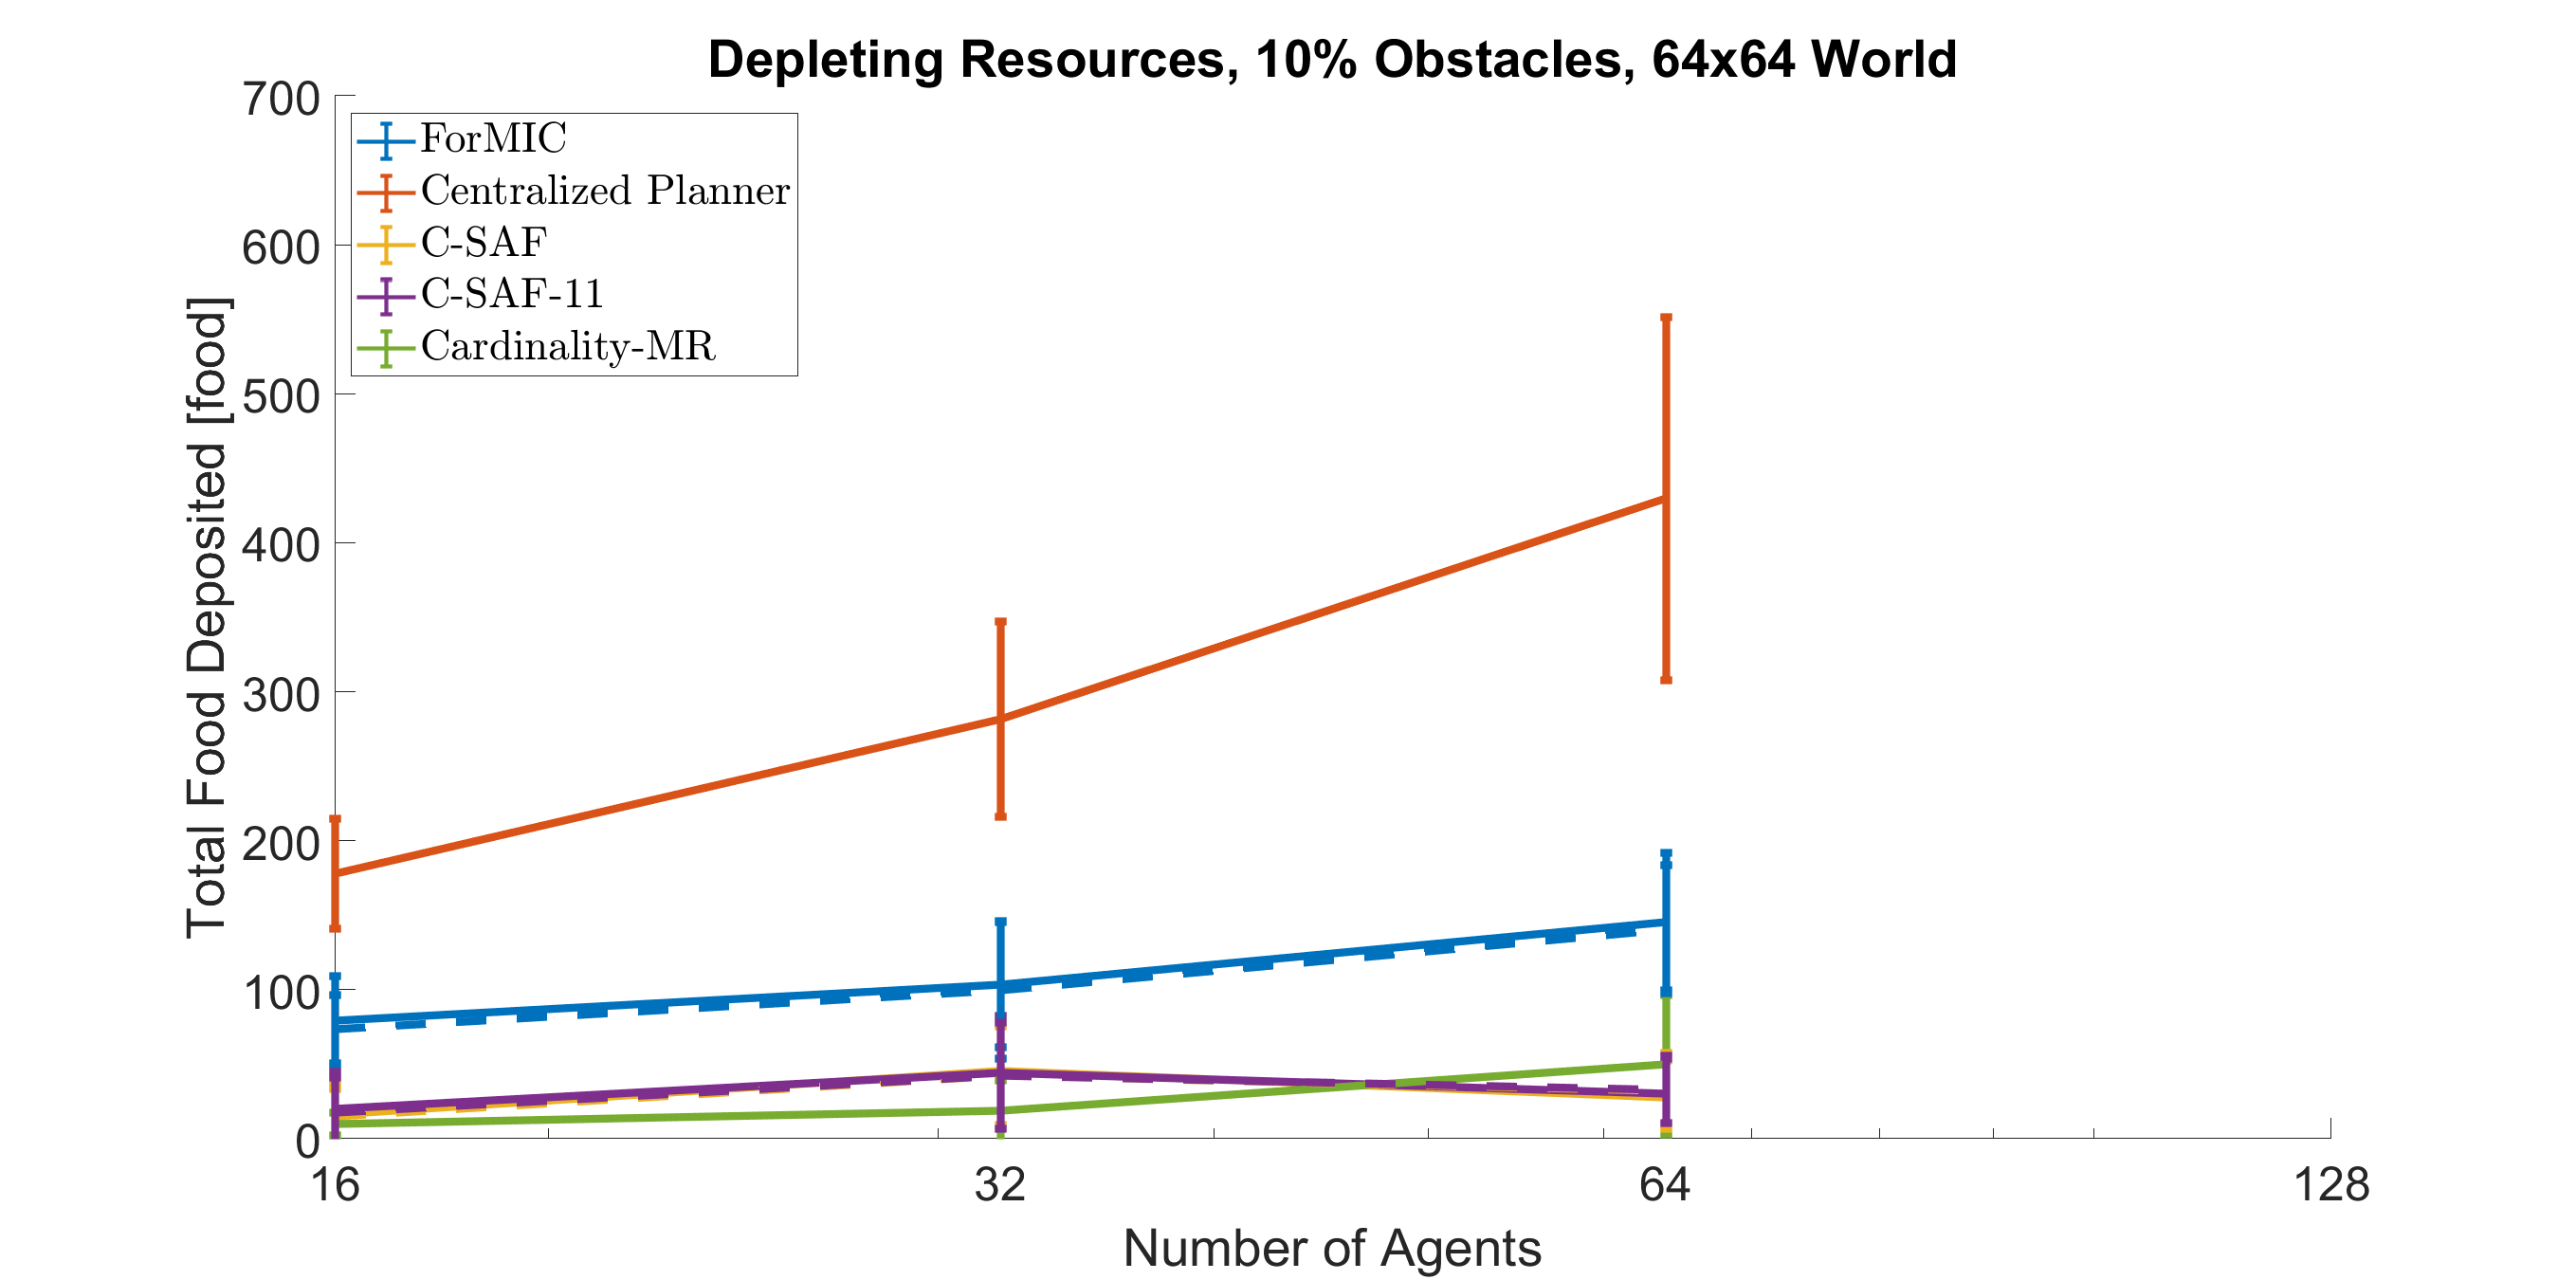 Depleting Resources, 10% Obstacles, 64x64 World
700
600
500
400
300
200
100
0
Total Food Deposited [food]
ForMIC
Centralized Planner
C-SAF
C-SAF-11
Cardinality-MR
16
32
64
128
Number of Agents